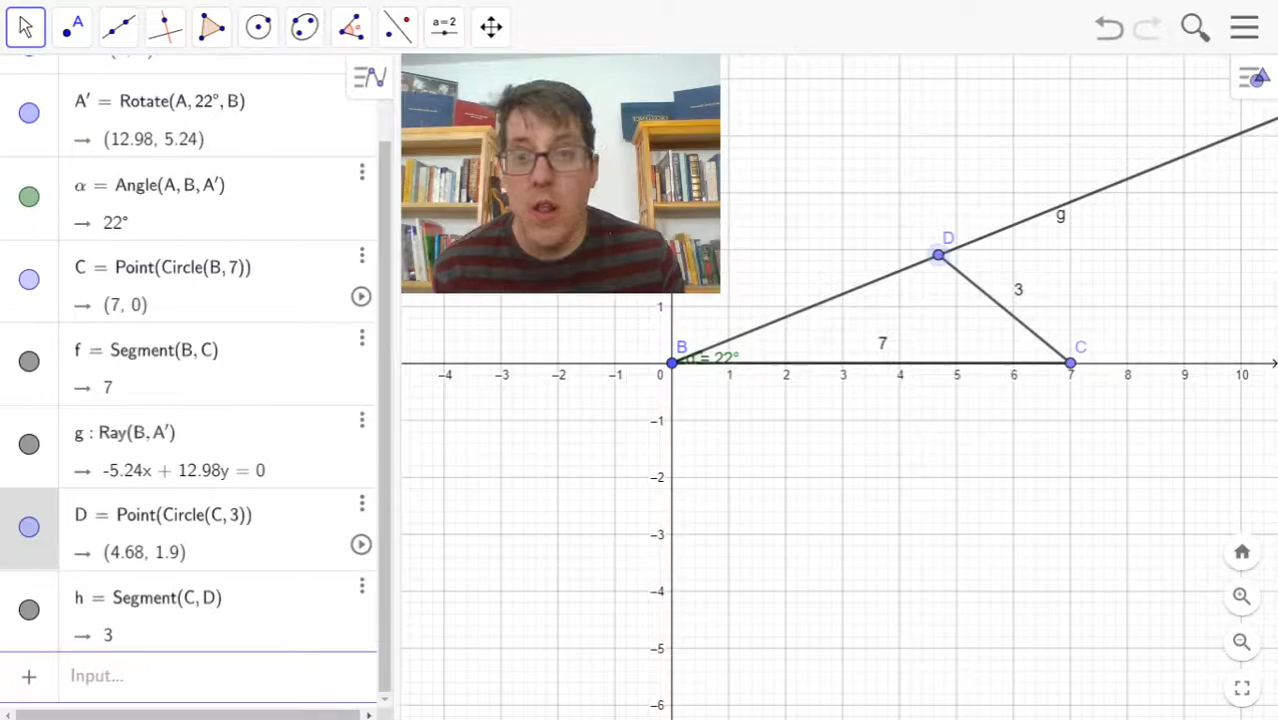 A
a=2
A′ = Rotate(A, 22°, B)
→ (12.98, 5.24)
α = Angle(A, B, A′)
→ 22°
C = Point(Circle(B, 7))
→ (7, 0)
f = Segment(B, C)
→ 7
g : Ray(B, A′)
→ -5.24x + 12.98y = 0
D = Point(Circle(C, 3))
→ (4.68, 1.9)
h = Segment(C, D)
→ 3
+ Input...
g
D
3
7
B
= 22°
C
1
−4 −3 −2 −1 0 1 2 3 4 5 6 7 8 9 10
−1
−2
−3
−4
−5
−6